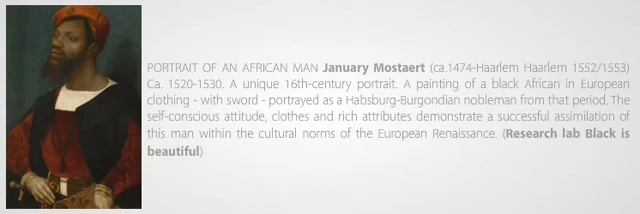 PORTRAIT OF AN AFRICAN MAN January Mostaert (ca.1474-Haarlem Haarlem 1552/1553)
Ca. 1520-1530. A unique 16th-century portrait. A painting of a black African in European
clothing - with sword - portrayed as a Habsburg-Burgondian nobleman from that period. The
self-conscious attitude, clothes and rich attributes demonstrate a successful assimilation of
this man within the cultural norms of the European Renaissance. (Research lab Black is
beautiful)